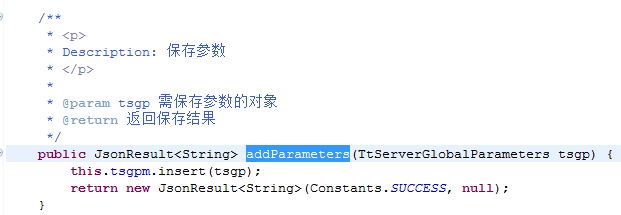 /**
 * <p>
 * Description: 保存参数
 * </p>
 *
 * @param tsgp 需保存参数的对象
 * @return 返回保存结果
 */
public JsonResult<String> addParameters(TtServerGlobalParameters tsgp) {
    this.tsgpm.insert(tsgp);
    return new JsonResult<String>(Constants.SUCCESS, null);
}